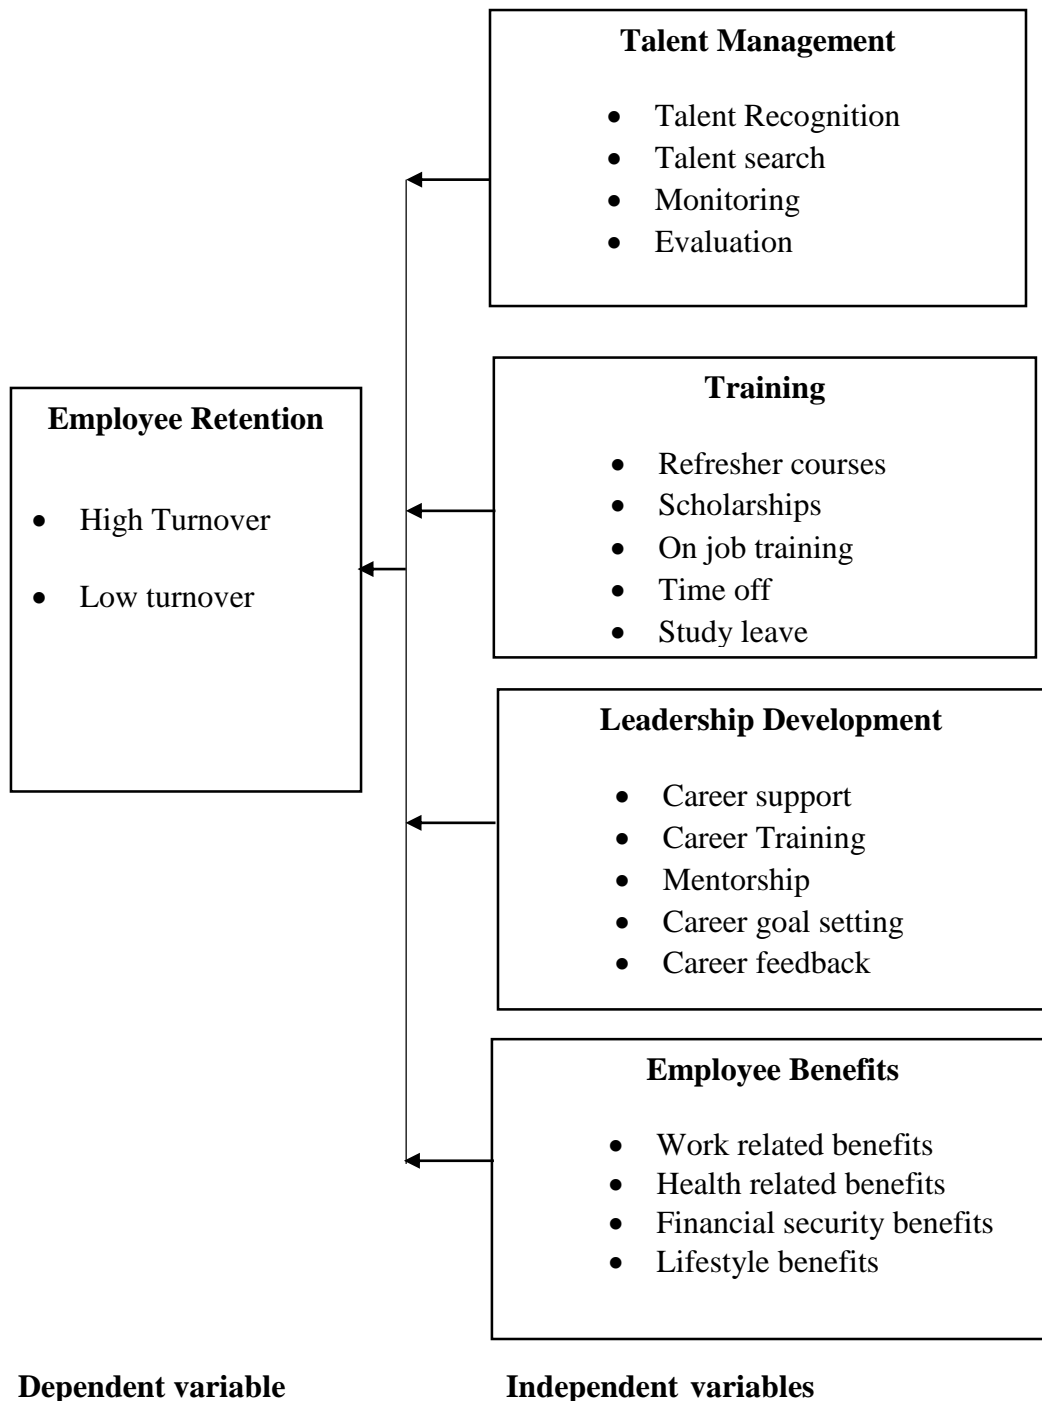 Talent Management
• Talent Recognition
• Talent search
• Monitoring
• Evaluation
Employee Retention
• High Turnover
• Low turnover
Training
• Refresher courses
• Scholarships
• On job training
• Time off
• Study leave
Leadership Development
• Career support
• Career Training
• Mentorship
• Career goal setting
• Career feedback
Employee Benefits
• Work related benefits
• Health related benefits
• Financial security benefits
• Lifestyle benefits
Dependent variable
Independent variables